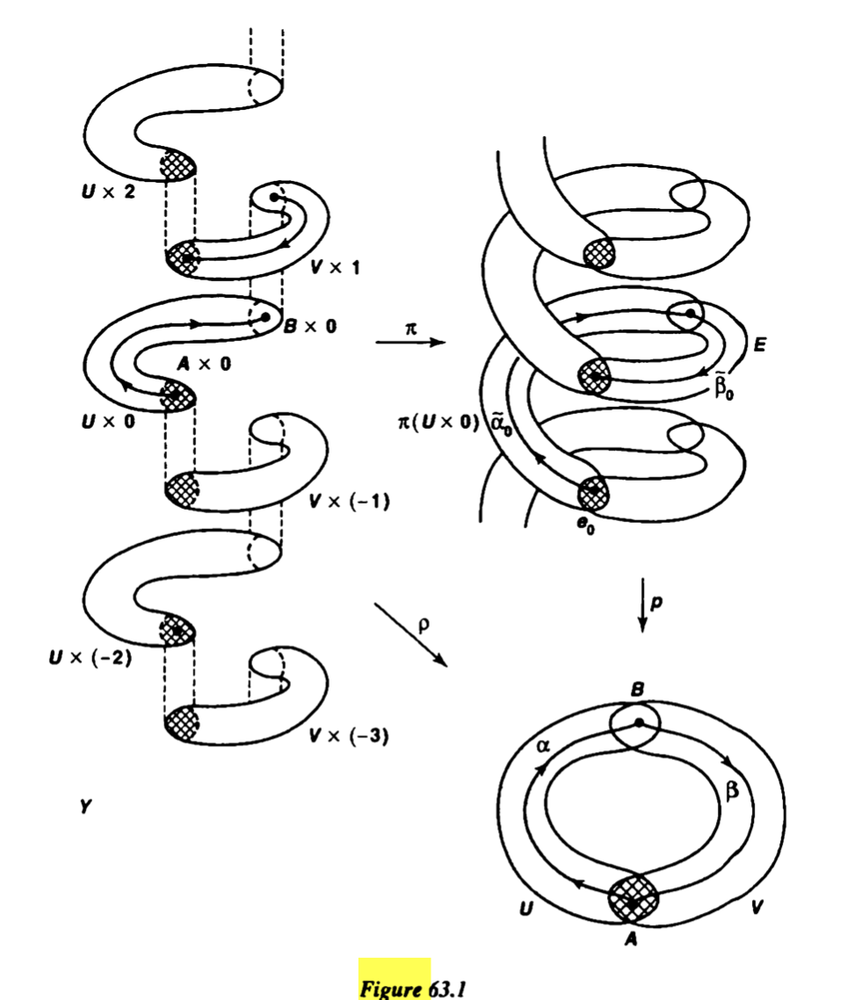 U × 2
V × 1
B × 0
A × 0
U × 0
π
E
β̃₀
π(U × 0)
α̃₀
V × (−1)
e₀
p
ρ
U × (−2)
V × (−3)
B
α
β
Y
U
V
A
Figure 63.1